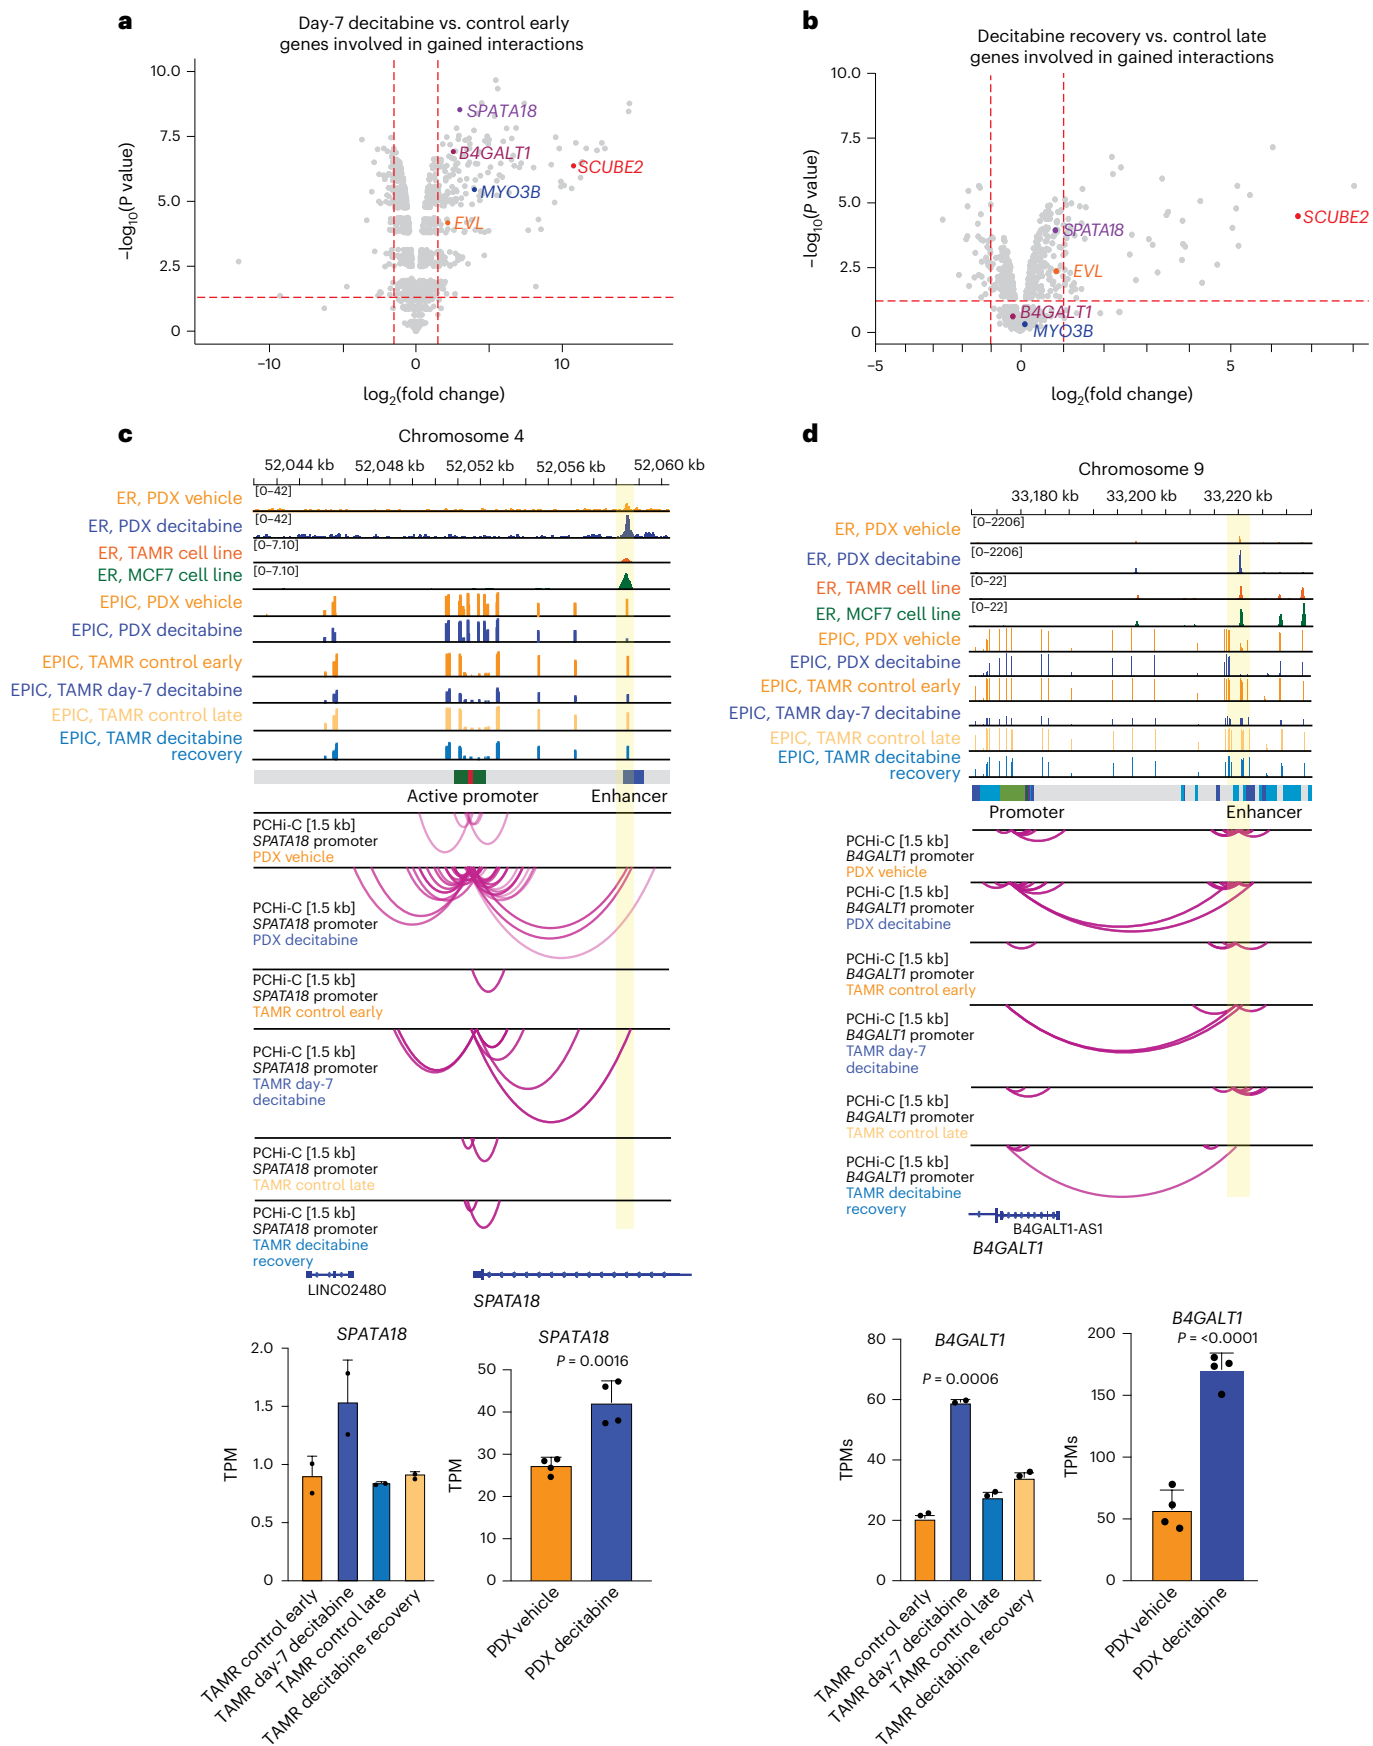 a
Day-7 decitabine vs. control early
genes involved in gained interactions
10.0
7.5
5.0
2.5
0
−log10(P value)
SPATA18
B4GALT1
SCUBE2
MYO3B
EVL
−10
0
10
log2(fold change)
b
Decitabine recovery vs. control late
genes involved in gained interactions
10.0
7.5
5.0
2.5
0
−log10(P value)
SCUBE2
SPATA18
EVL
B4GALT1
MYO3B
−5
0
5
log2(fold change)
c
Chromosome 4
52,044 kb
52,048 kb
52,052 kb
52,056 kb
52,060 kb
ER, PDX vehicle
[0–42]
ER, PDX decitabine
[0–42]
ER, TAMR cell line
[0–7.10]
ER, MCF7 cell line
[0–7.10]
EPIC, PDX vehicle
EPIC, PDX decitabine
EPIC, TAMR control early
EPIC, TAMR day-7 decitabine
EPIC, TAMR control late
EPIC, TAMR decitabine
recovery
Active promoter
Enhancer
PCHi-C [1.5 kb]
SPATA18 promoter
PDX vehicle
PCHi-C [1.5 kb]
SPATA18 promoter
PDX decitabine
PCHi-C [1.5 kb]
SPATA18 promoter
TAMR control early
PCHi-C [1.5 kb]
SPATA18 promoter
TAMR day-7
decitabine
PCHi-C [1.5 kb]
SPATA18 promoter
TAMR control late
PCHi-C [1.5 kb]
SPATA18 promoter
TAMR decitabine
recovery
LINC02480
SPATA18
SPATA18
2.0
1.5
1.0
0.5
0
TPM
TAMR control early
TAMR day-7 decitabine
TAMR control late
TAMR decitabine recovery
SPATA18
P = 0.0016
50
40
30
20
10
0
TPM
PDX vehicle
PDX decitabine
d
Chromosome 9
33,180 kb
33,200 kb
33,220 kb
ER, PDX vehicle
[0–2206]
ER, PDX decitabine
[0–2206]
ER, TAMR cell line
[0–22]
ER, MCF7 cell line
[0–22]
EPIC, PDX vehicle
EPIC, PDX decitabine
EPIC, TAMR control early
EPIC, TAMR day-7 decitabine
EPIC, TAMR control late
EPIC, TAMR decitabine
recovery
Promoter
Enhancer
PCHi-C [1.5 kb]
B4GALT1 promoter
PDX vehicle
PCHi-C [1.5 kb]
B4GALT1 promoter
PDX decitabine
PCHi-C [1.5 kb]
B4GALT1 promoter
TAMR control early
PCHi-C [1.5 kb]
B4GALT1 promoter
TAMR day-7
decitabine
PCHi-C [1.5 kb]
B4GALT1 promoter
TAMR control late
PCHi-C [1.5 kb]
B4GALT1 promoter
TAMR decitabine
recovery
B4GALT1-AS1
B4GALT1
B4GALT1
P = 0.0006
80
60
40
20
0
TPMs
TAMR control early
TAMR day-7 decitabine
TAMR control late
TAMR decitabine recovery
B4GALT1
P = <0.0001
200
150
100
50
0
TPMs
PDX vehicle
PDX decitabine